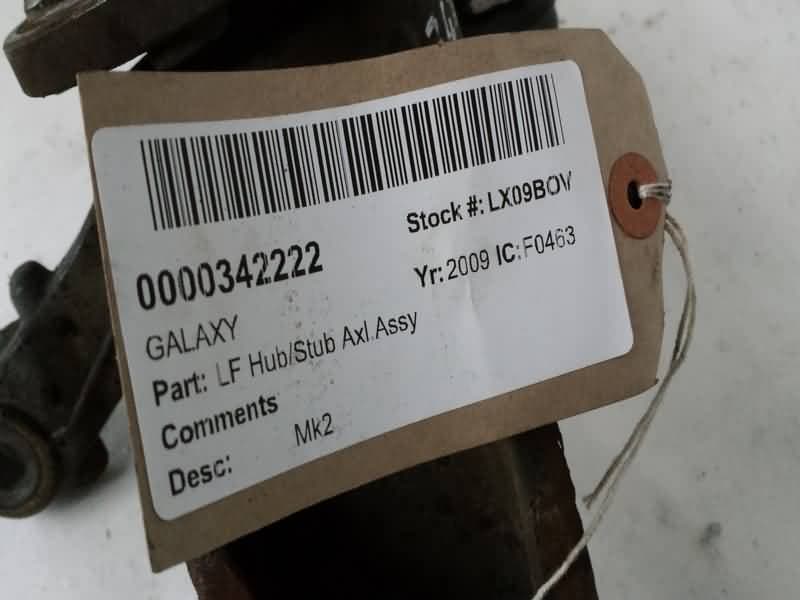 Stock #: LX09BOV
0000342222
Yr: 2009 IC: F0463
GALAXY
Part: LF Hub/Stub Axl Assy
Comments
Desc: Mk2